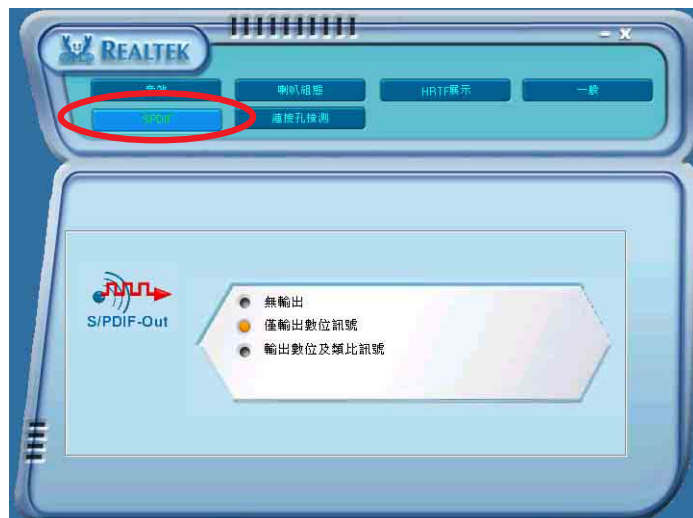 REALTEK
- X
音效
喇叭組態
HRTF展示
一般
SPDIF
連接孔檢測
S/PDIF-Out
無輸出
僅輸出數位訊號
輸出數位及類比訊號